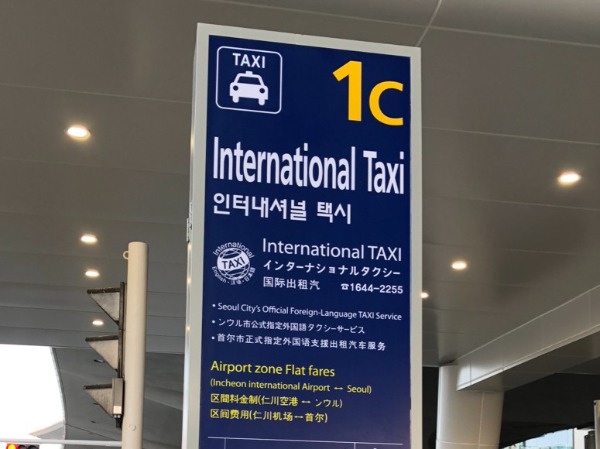 TAXI
1C
International Taxi
인터내셔널 택시
International TAXI
インターナショナルタクシー
国际出租汽 ☎1644-2255
International
TAXI
• Seoul City's Official Foreign-Language TAXI Service
• ンウル市公式指定外国語タクシーサービス
• 首尔市正式指定外国语支援出租汽车服务
Airport zone Flat fares
(Incheon international Airport ↔ Seoul)
区間料金制(仁川空港 ↔ ンウル)
区间费用(仁川机场↔首尔)